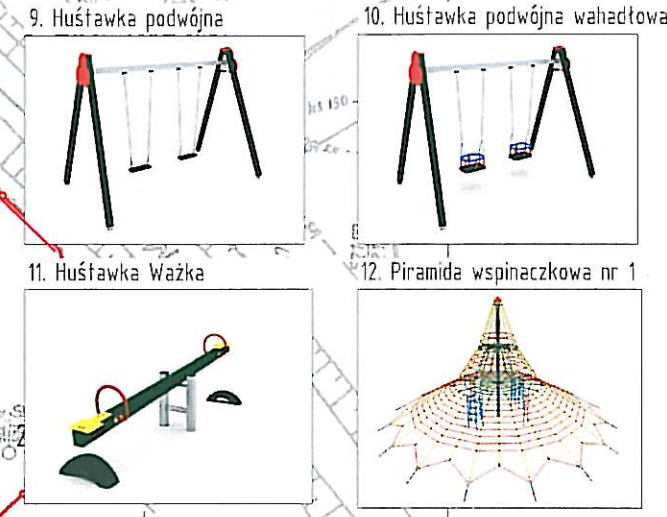 9. Huśtawka podwójna
10. Huśtawka podwójna wahadłowa
11. Huśtawka Ważka
12. Piramida wspinaczkowa nr 1